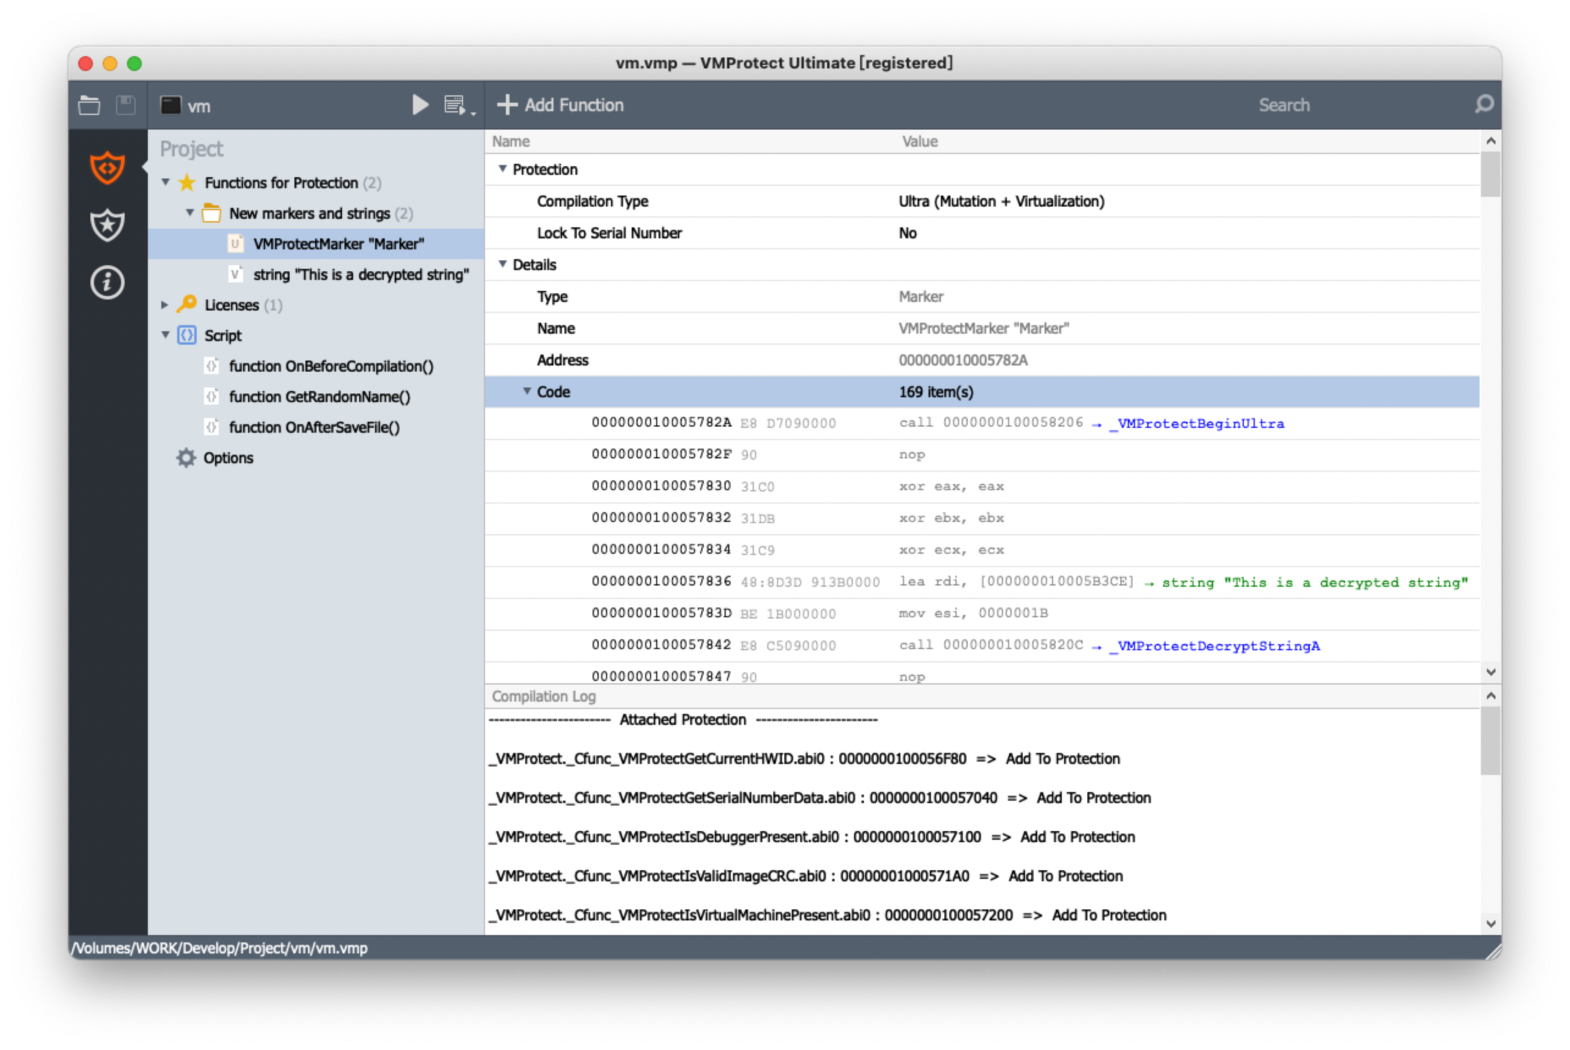 vm.vmp — VMProtect Ultimate [registered]
vm
Add Function
Search
Project
Functions for Protection (2)
New markers and strings (2)
U VMProtectMarker "Marker"
V string "This is a decrypted string"
Licenses (1)
Script
function OnBeforeCompilation()
function GetRandomName()
function OnAfterSaveFile()
Options
Name Value
Protection
Compilation Type Ultra (Mutation + Virtualization)
Lock To Serial Number No
Details
Type Marker
Name VMProtectMarker "Marker"
Address 000000010005782A
Code 169 item(s)
000000010005782A E8 D7090000 call 0000000100058206 → _VMProtectBeginUltra
000000010005782F 90 nop
0000000100057830 31C0 xor eax, eax
0000000100057832 31DB xor ebx, ebx
0000000100057834 31C9 xor ecx, ecx
0000000100057836 48:8D3D 913B0000 lea rdi, [000000010005B3CE] → string "This is a decrypted string"
000000010005783D BE 1B000000 mov esi, 0000001B
0000000100057842 E8 C5090000 call 000000010005820C → _VMProtectDecryptStringA
0000000100057847 90 nop
Compilation Log
----------------------- Attached Protection -----------------------
_VMProtect._Cfunc_VMProtectGetCurrentHWID.abi0 : 0000000100056F80 => Add To Protection
_VMProtect._Cfunc_VMProtectGetSerialNumberData.abi0 : 0000000100057040 => Add To Protection
_VMProtect._Cfunc_VMProtectIsDebuggerPresent.abi0 : 0000000100057100 => Add To Protection
_VMProtect._Cfunc_VMProtectIsValidImageCRC.abi0 : 00000001000571A0 => Add To Protection
_VMProtect._Cfunc_VMProtectIsVirtualMachinePresent.abi0 : 0000000100057200 => Add To Protection
/Volumes/WORK/Develop/Project/vm/vm.vmp